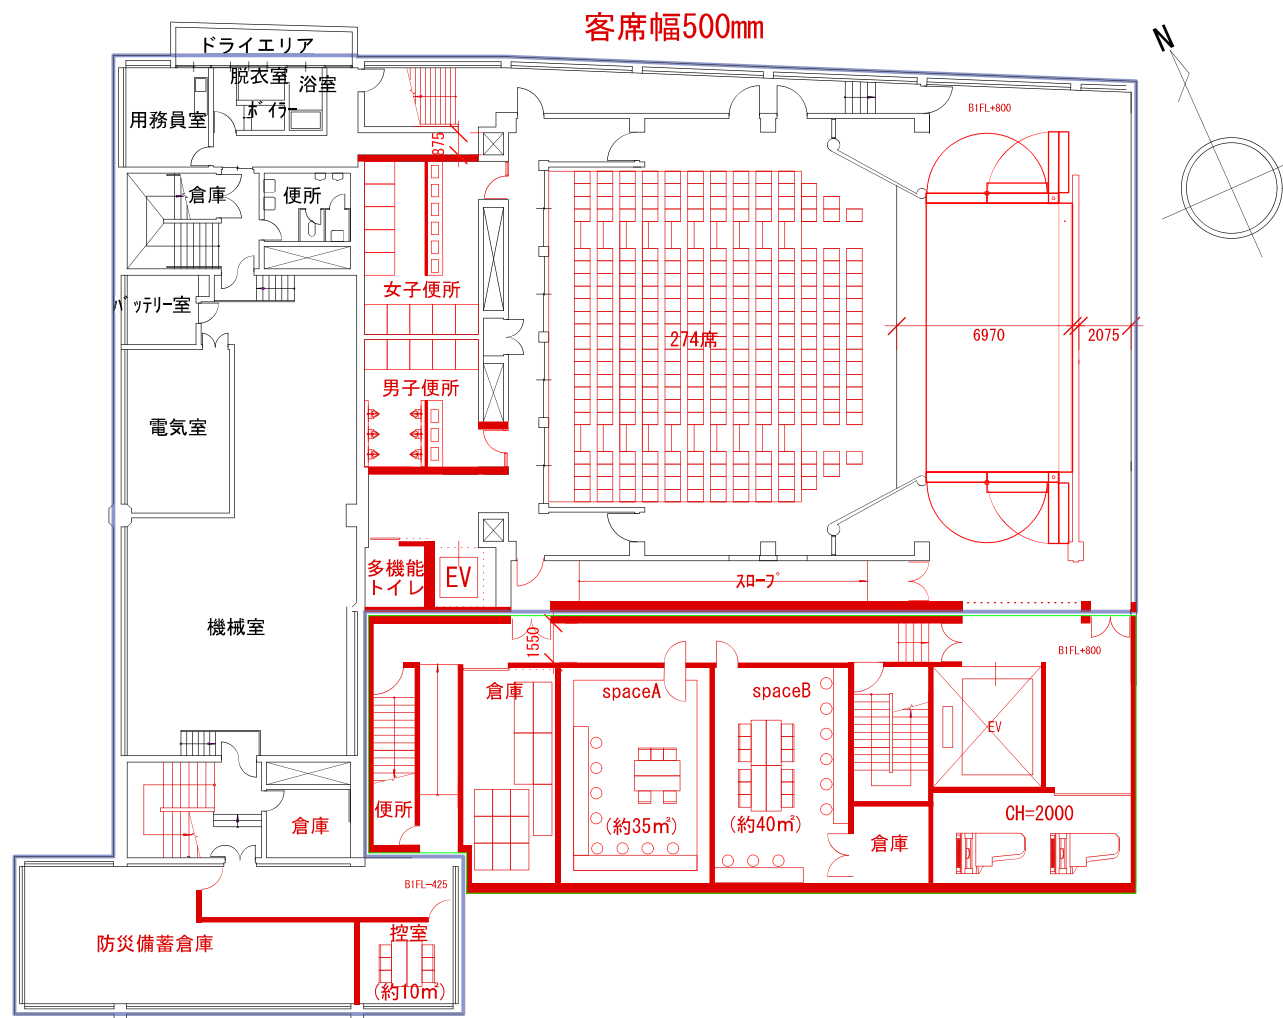 客席幅500mm
N
ドライエリア
脱衣室
浴室
ボイラー
用務員室
B1FL+800
875
倉庫
便所
女子便所
バッテリー室
274席
6970
2075
男子便所
電気室
多機能
トイレ
EV
スロープ
機械室
1550
B1FL+800
倉庫
spaceA
spaceB
EV
便所
倉庫
(約35㎡)
(約40㎡)
CH=2000
倉庫
B1FL-425
防災備蓄倉庫
控室
(約10㎡)